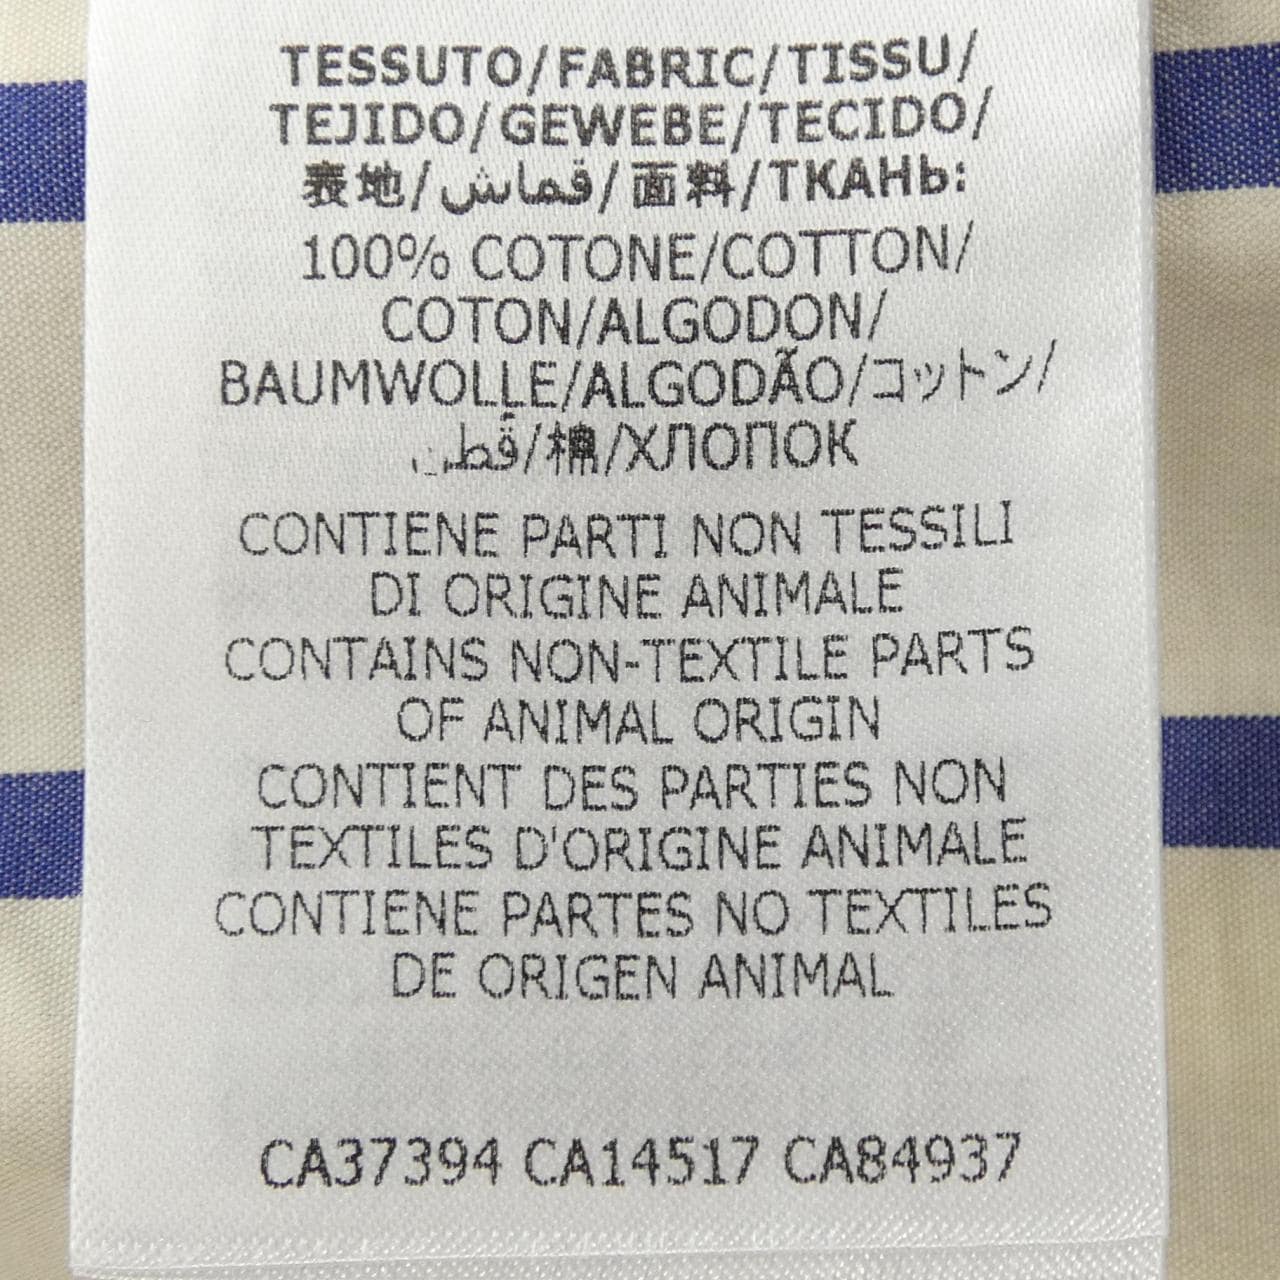 TESSUTO/FABRIC/TISSU/
TEJIDO/GEWEBE/TECIDO/
表地/قماش/面料/ТКАНЬ:
100% COTONE/COTTON/
COTON/ALGODON/
BAUMWOLLE/ALGODÃO/コットン/
قطن/棉/ХЛОПОК
CONTIENE PARTI NON TESSILI
DI ORIGINE ANIMALE
CONTAINS NON-TEXTILE PARTS
OF ANIMAL ORIGIN
CONTIENT DES PARTIES NON
TEXTILES D'ORIGINE ANIMALE
CONTIENE PARTES NO TEXTILES
DE ORIGEN ANIMAL
CA37394 CA14517 CA84937